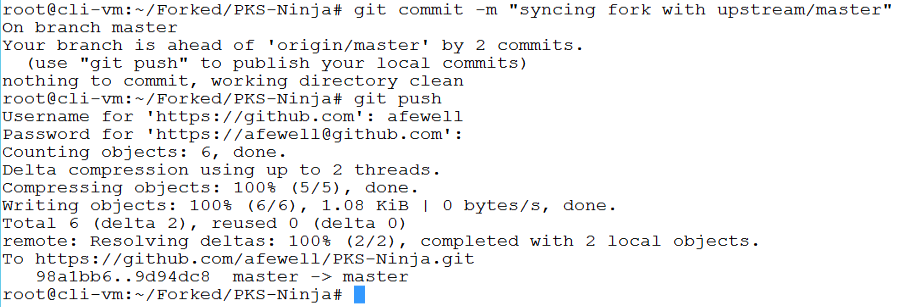 root@cli-vm:~/Forked/PKS-Ninja# git commit -m "syncing fork with upstream/master"
On branch master
Your branch is ahead of 'origin/master' by 2 commits.
  (use "git push" to publish your local commits)
nothing to commit, working directory clean
root@cli-vm:~/Forked/PKS-Ninja# git push
Username for 'https://github.com': afewell
Password for 'https://afewell@github.com':
Counting objects: 6, done.
Delta compression using up to 2 threads.
Compressing objects: 100% (5/5), done.
Writing objects: 100% (6/6), 1.08 KiB | 0 bytes/s, done.
Total 6 (delta 2), reused 0 (delta 0)
remote: Resolving deltas: 100% (2/2), completed with 2 local objects.
To https://github.com/afewell/PKS-Ninja.git
   98a1bb6..9d94dc8  master -> master
root@cli-vm:~/Forked/PKS-Ninja#